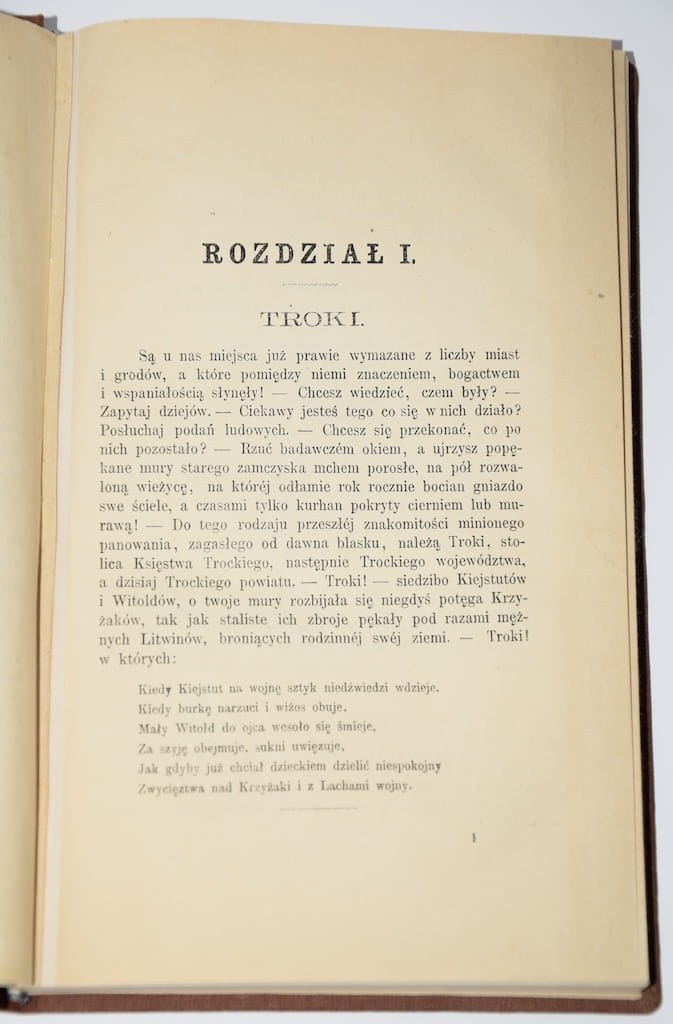 ROZDZIAŁ I.
TROKI.
Są u nas miejsca już prawie wymazane z liczby miast
i grodów, a które pomiędzy niemi znaczeniem, bogactwem
i wspaniałością słynęły! — Chcesz wiedzieć, czem były? —
Zapytaj dziejów. — Ciekawy jesteś tego co się w nich działo?
Posłuchaj podań ludowych. — Chcesz się przekonać, co po
nich pozostało? — Rzuć badawczém okiem, a ujrzysz popę-
kane mury starego zamczyska mchem porosłe, na pół rozwa-
loną wieżycę, na któréj odłamie rok rocznie bocian gniazdo
swe ściele, a czasami tylko kurhan pokryty cierniem lub mu-
rawą! — Do tego rodzaju przeszłéj znakomitości minionego
panowania, zagasłego od dawna blasku, należą Troki, sto-
lica Księstwa Trockiego, następnie Trockiego województwa,
a dzisiaj Trockiego powiatu. — Troki! — siedzibo Kiejstutów
i Witoldów, o twoje mury rozbijała się niegdyś potęga Krzy-
żaków, tak jak staliste ich zbroje pękały pod razami męż-
nych Litwinów, broniących rodzinnéj swéj ziemi. — Troki!
w których:
Kiedy Kiejstut na wojnę sztyk niedźwiedzi wdzieje,
Kiedy burkę narzuci i wiżos obuje,
Mały Witold do ojca wesoło się śmieje,
Za szyję obejmuje, sukni uwięzuje,
Jak gdyby już chciał dzieckiem dzielić niespokojny
Zwycięztwa nad Krzyżaki i z Lachami wojny.
1